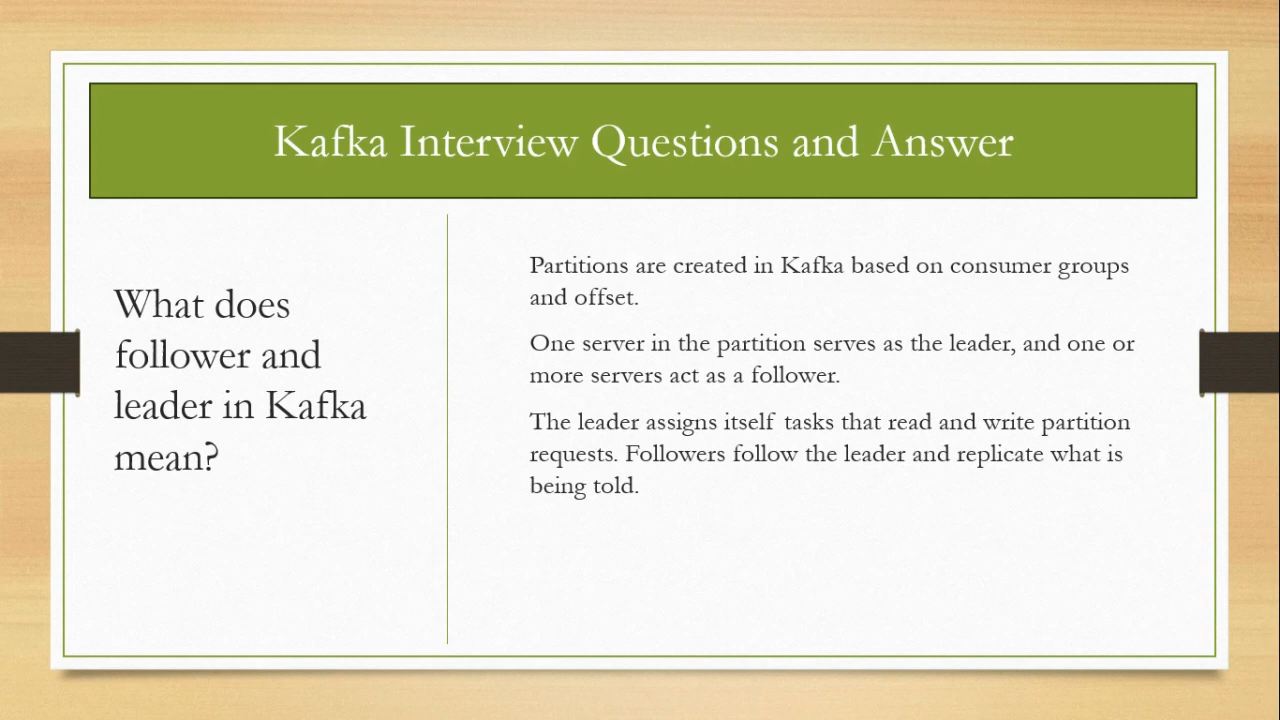 Kafka Interview Questions and Answer
What does
follower and
leader in Kafka
mean?
Partitions are created in Kafka based on consumer groups
and offset.
One server in the partition serves as the leader, and one or
more servers act as a follower.
The leader assigns itself tasks that read and write partition
requests. Followers follow the leader and replicate what is
being told.